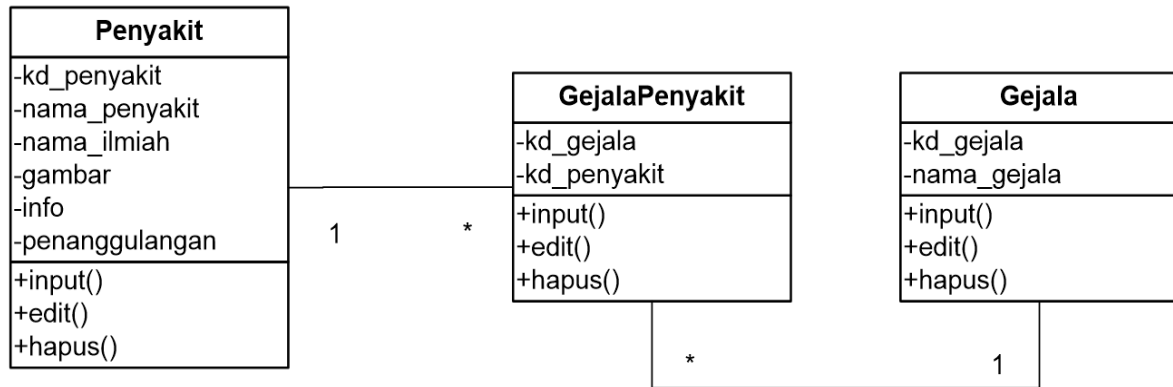 Penyakit
-kd_penyakit
-nama_penyakit
-nama_ilmiah
-gambar
-info
-penanggulangan
+input()
+edit()
+hapus()
1
*
GejalaPenyakit
-kd_gejala
-kd_penyakit
+input()
+edit()
+hapus()
*
1
Gejala
-kd_gejala
-nama_gejala
+input()
+edit()
+hapus()